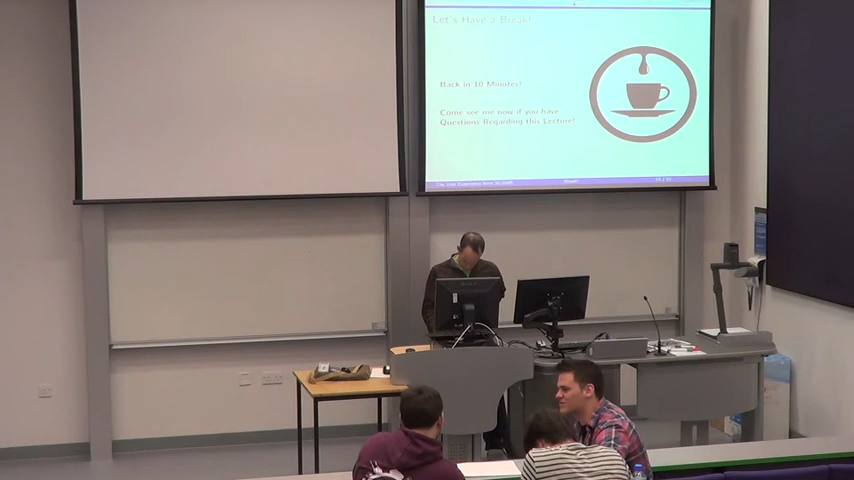 Let's Have a Break!
Back in 10 Minutes!
Come see me now if you have
Questions Regarding this Lecture!